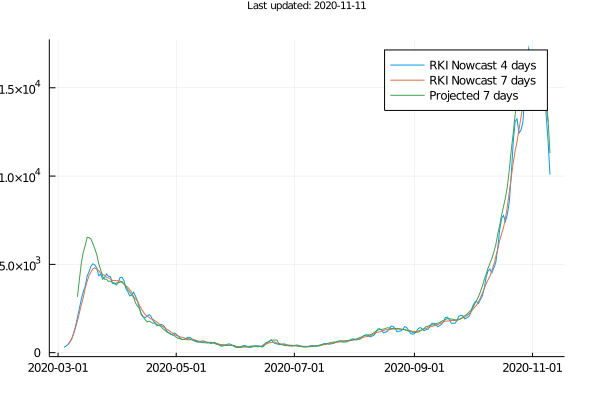 Last updated: 2020-11-11
RKI Nowcast 4 days
RKI Nowcast 7 days
Projected 7 days
1.5×10⁴
1.0×10⁴
5.0×10³
0
2020-03-01
2020-05-01
2020-07-01
2020-09-01
2020-11-01